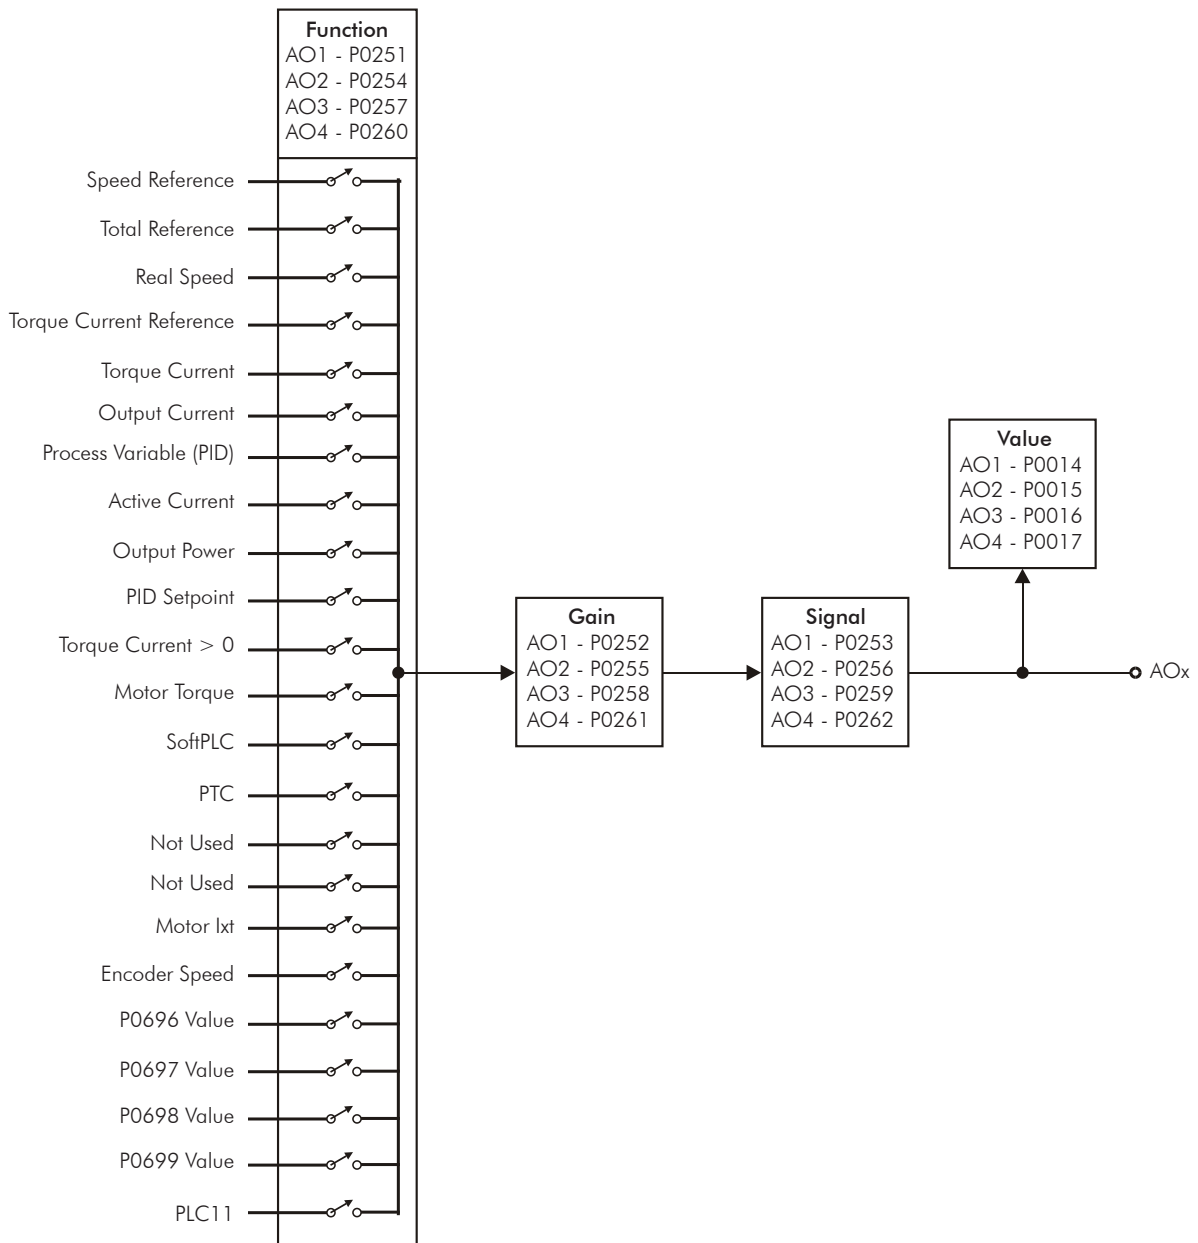 Function
AO1 - P0251
AO2 - P0254
AO3 - P0257
AO4 - P0260
Speed Reference
Total Reference
Real Speed
Torque Current Reference
Torque Current
Output Current
Process Variable (PID)
Active Current
Output Power
PID Setpoint
Torque Current > 0
Motor Torque
SoftPLC
PTC
Not Used
Not Used
Motor Ixt
Encoder Speed
P0696 Value
P0697 Value
P0698 Value
P0699 Value
PLC11
Gain
AO1 - P0252
AO2 - P0255
AO3 - P0258
AO4 - P0261
Signal
AO1 - P0253
AO2 - P0256
AO3 - P0259
AO4 - P0262
Value
AO1 - P0014
AO2 - P0015
AO3 - P0016
AO4 - P0017
AOx